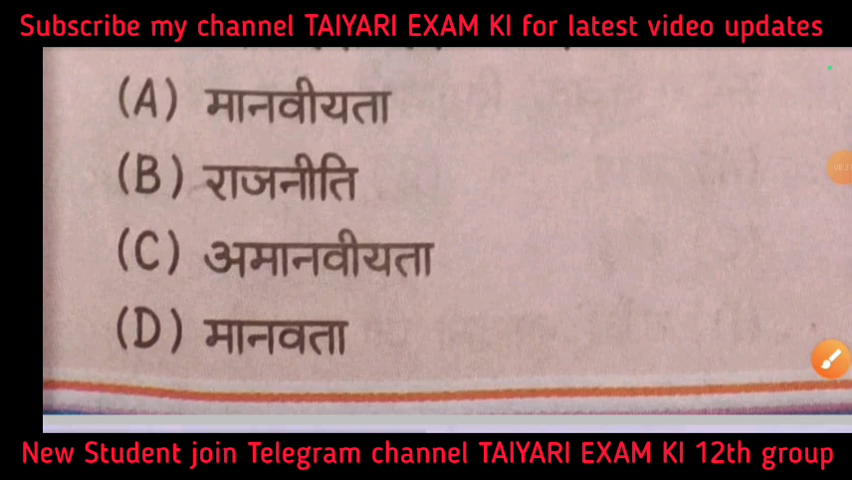 Subscribe my channel TAIYARI EXAM KI for latest video updates
(A) मानवीयता
(B) राजनीति
(C) अमानवीयता
(D) मानवता
New Student join Telegram channel TAIYARI EXAM KI 12th group